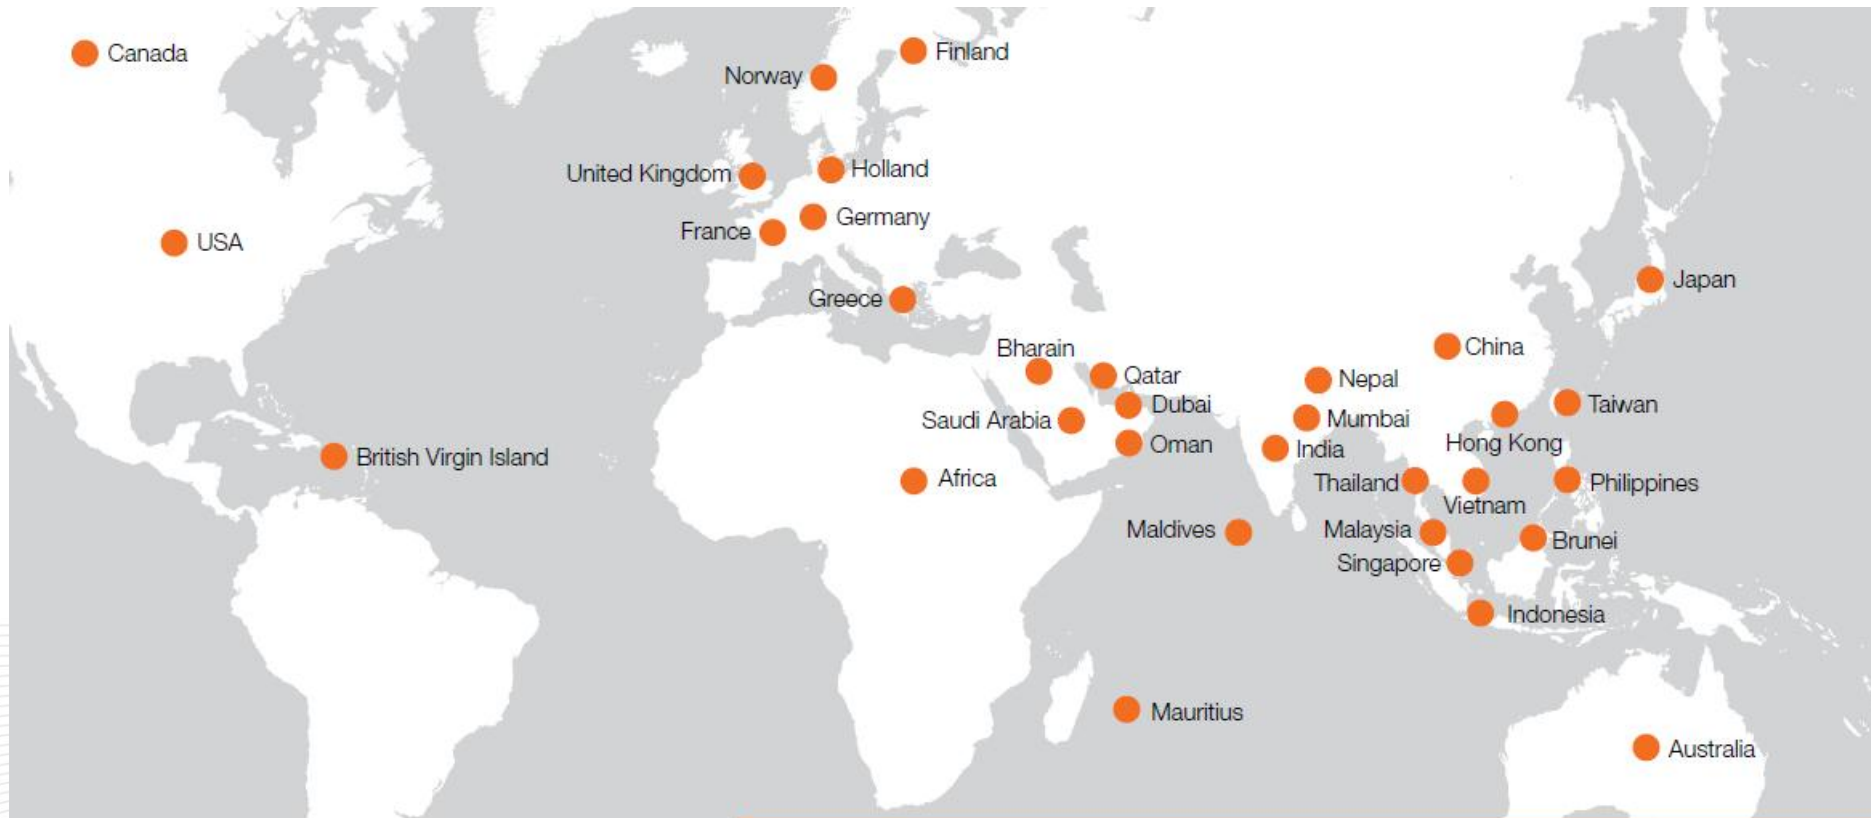 Canada
Finland
Norway
United Kingdom
Holland
France
Germany
USA
Greece
Japan
Bharain
China
Qatar
Nepal
Dubai
Taiwan
Saudi Arabia
Mumbai
Oman
Hong Kong
India
British Virgin Island
Africa
Thailand
Philippines
Vietnam
Maldives
Malaysia
Brunei
Singapore
Indonesia
Mauritius
Australia